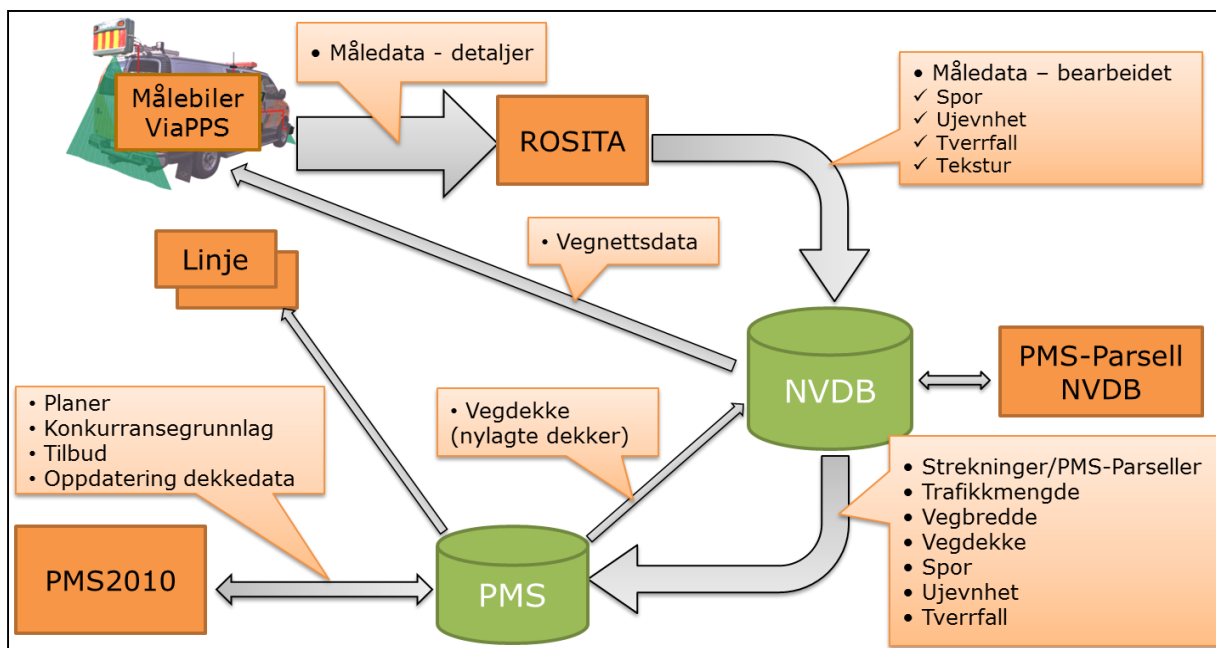 • Måledata - detaljer
Målebiler
ViaPPS
ROSITA
• Måledata – bearbeidet
✓ Spor
✓ Ujevnhet
✓ Tverrfall
✓ Tekstur
• Vegnettsdata
Linje
NVDB
PMS-Parsell
NVDB
• Planer
• Konkurransegrunnlag
• Tilbud
• Oppdatering dekkedata
• Vegdekke
(nylagte dekker)
• Strekninger/PMS-Parseller
• Trafikkmengde
• Vegbredde
• Vegdekke
• Spor
• Ujevnhet
• Tverrfall
PMS2010
PMS